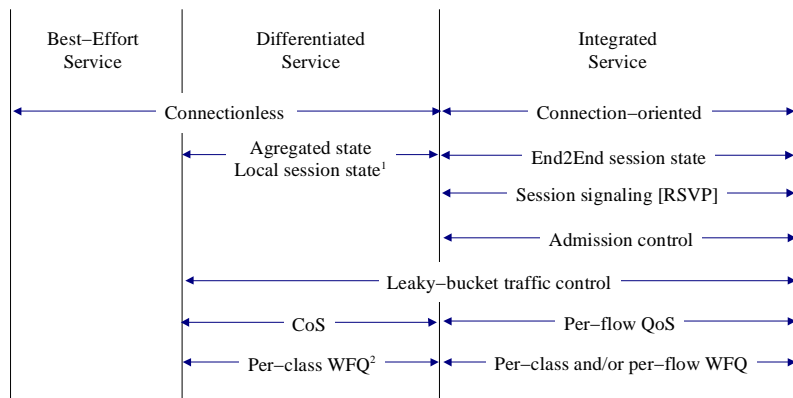 Best−Effort
Service
Differentiated
Service
Integrated
Service
Connectionless
Connection−oriented
Agregated state
Local session state¹
End2End session state
Session signaling [RSVP]
Admission control
Leaky−bucket traffic control
CoS
Per−flow QoS
Per−class WFQ²
Per−class and/or per−flow WFQ